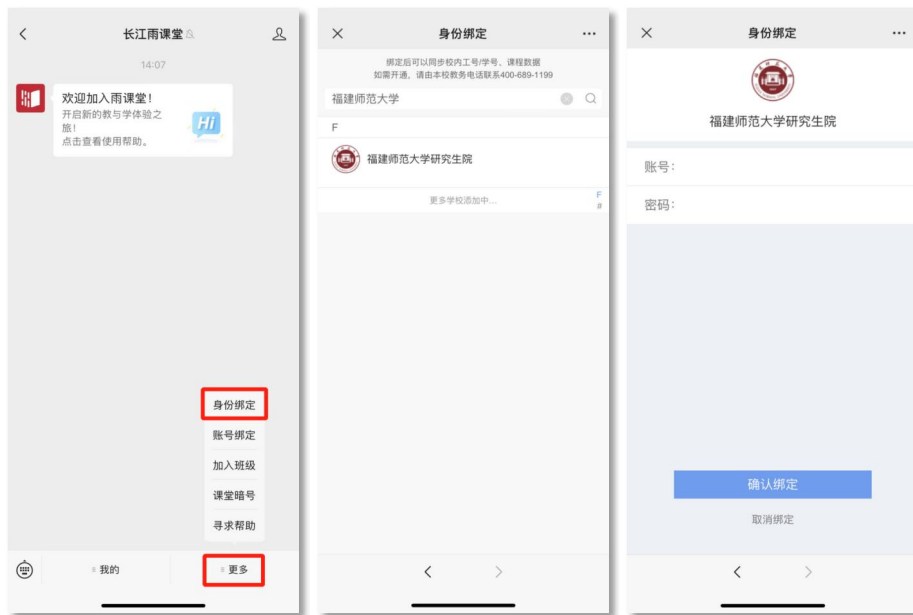 长江雨课堂
14:07
欢迎加入雨课堂！
开启新的教与学体验之
旅！
点击查看使用帮助。
Hi
身份绑定
账号绑定
加入班级
课堂暗号
寻求帮助
我的
更多
身份绑定
绑定后可以同步校内工号/学号、课程数据
如需开通，请由本校教务电话联系400-689-1199
福建师范大学
F
福建师范大学研究生院
更多学校添加中...
F
#
身份绑定
福建师范大学研究生院
账号：
密码：
确认绑定
取消绑定